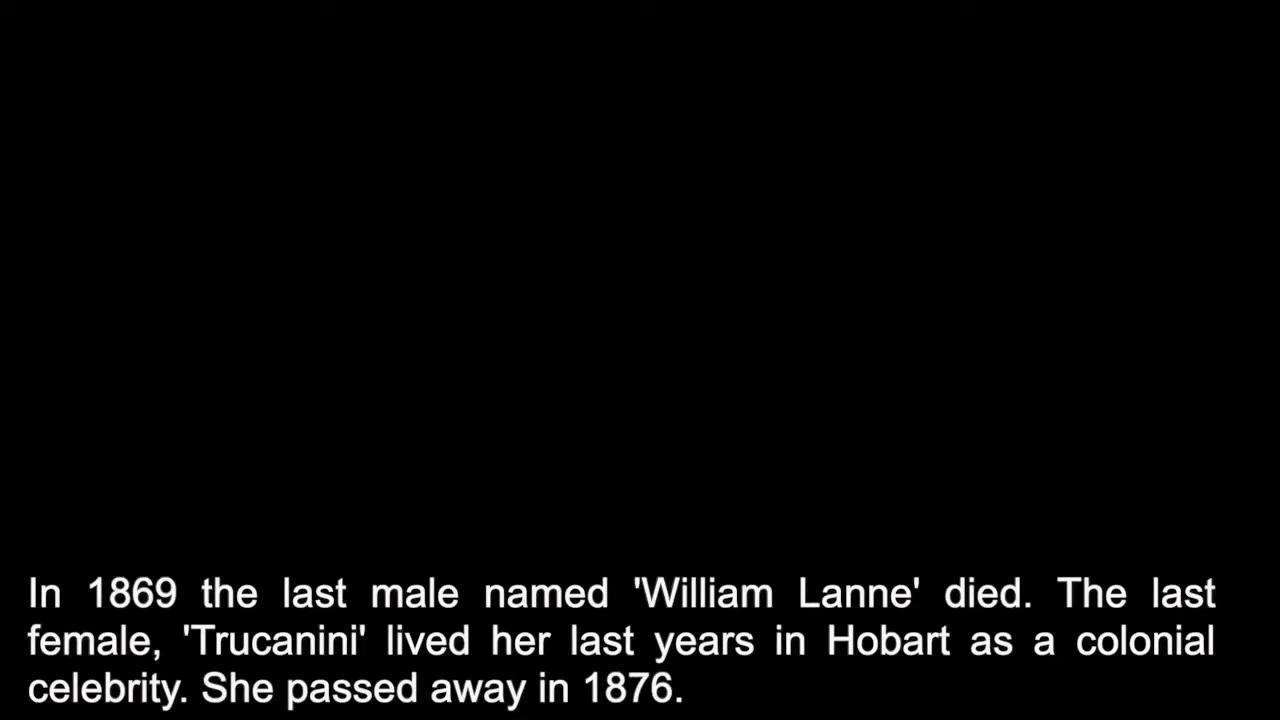 In 1869 the last male named 'William Lanne' died. The last
female, 'Trucanini' lived her last years in Hobart as a colonial
celebrity. She passed away in 1876.